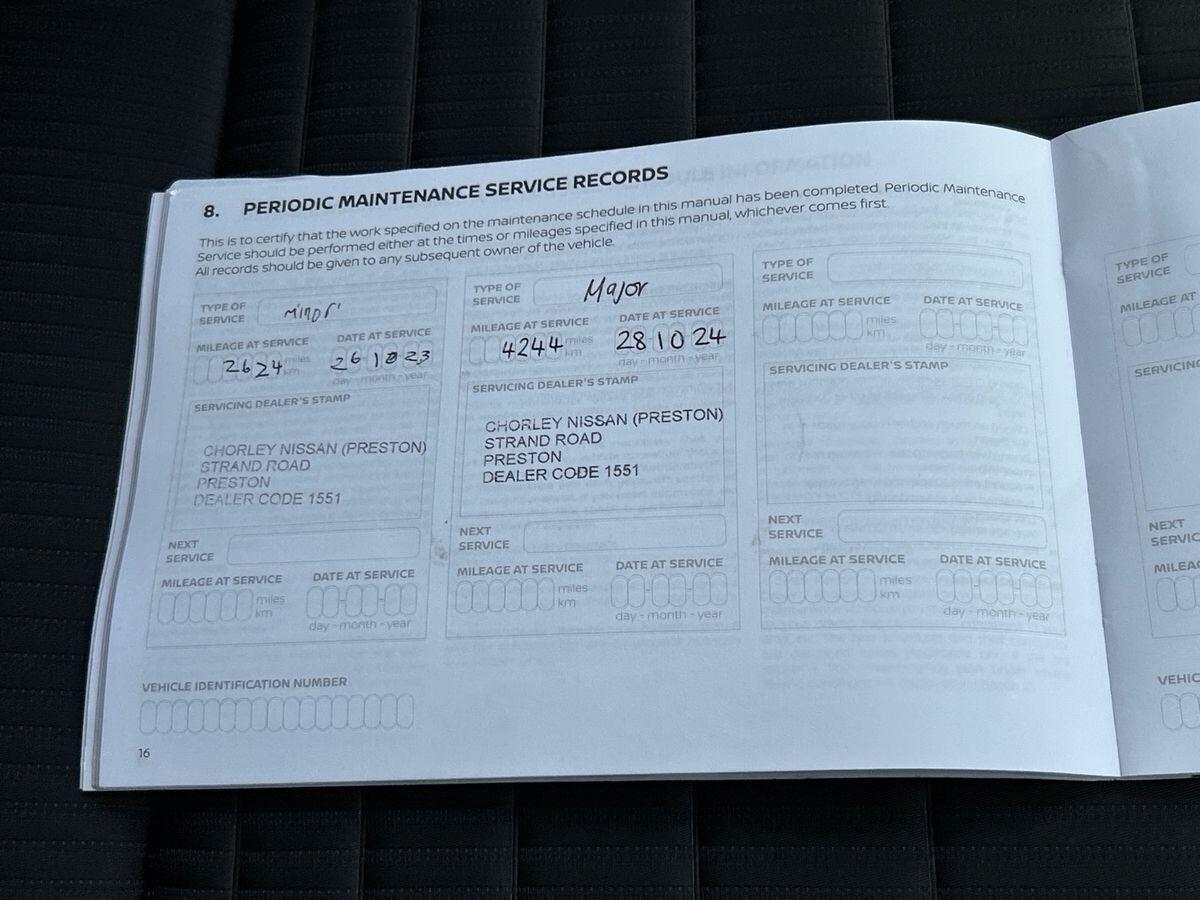 8. PERIODIC MAINTENANCE SERVICE RECORDS
This is to certify that the work specified on the maintenance schedule in this manual has been completed. Periodic Maintenance
Service should be performed either at the times or mileages specified in this manual, whichever comes first.
All records should be given to any subsequent owner of the vehicle.
TYPE OF
SERVICE
Minor
MILEAGE AT SERVICE
DATE AT SERVICE
2624 miles
km
26 10 23
day - month - year
SERVICING DEALER'S STAMP
CHORLEY NISSAN (PRESTON)
STRAND ROAD
PRESTON
DEALER CODE 1551
NEXT
SERVICE
MILEAGE AT SERVICE
DATE AT SERVICE
miles
km
day - month - year
TYPE OF
SERVICE
Major
MILEAGE AT SERVICE
DATE AT SERVICE
4244 miles
km
28 10 24
day - month - year
SERVICING DEALER'S STAMP
CHORLEY NISSAN (PRESTON)
STRAND ROAD
PRESTON
DEALER CODE 1551
NEXT
SERVICE
MILEAGE AT SERVICE
DATE AT SERVICE
miles
km
day - month - year
TYPE OF
SERVICE
MILEAGE AT SERVICE
DATE AT SERVICE
miles
km
day - month - year
SERVICING DEALER'S STAMP
NEXT
SERVICE
MILEAGE AT SERVICE
DATE AT SERVICE
miles
km
day - month - year
VEHICLE IDENTIFICATION NUMBER
16
TYPE OF
SERVICE
MILEAGE AT
SERVICING
NEXT
SERVIC
MILEAG
VEHIC